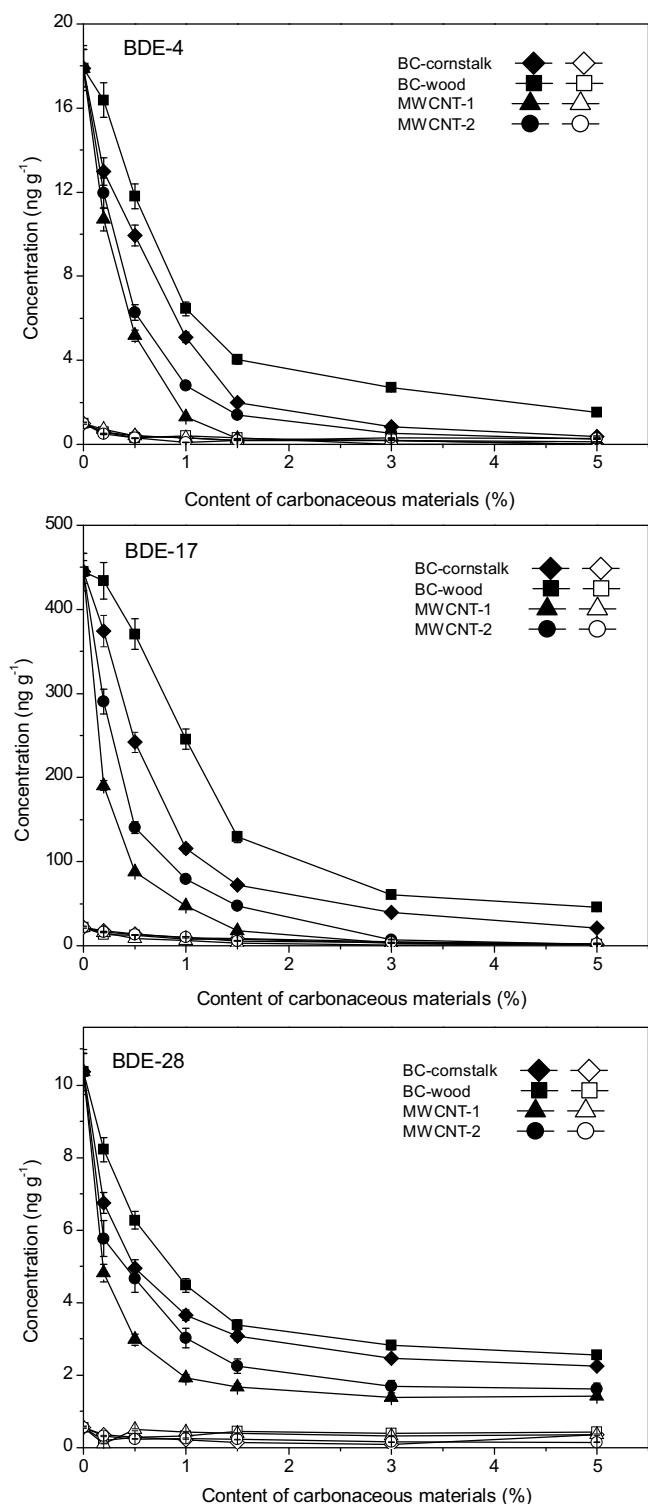 20
BDE-4
BC-cornstalk
BC-wood
MWCNT-1
MWCNT-2
16
12
8
4
0
Concentration (ng g⁻¹)
0 1 2 3 4 5
Content of carbonaceous materials (%)
500
BDE-17
BC-cornstalk
BC-wood
MWCNT-1
MWCNT-2
400
300
200
100
0
Concentration (ng g⁻¹)
0 1 2 3 4 5
Content of carbonaceous materials (%)
BDE-28
BC-cornstalk
BC-wood
MWCNT-1
MWCNT-2
10
8
6
4
2
0
Concentration (ng g⁻¹)
0 1 2 3 4 5
Content of carbonaceous materials (%)